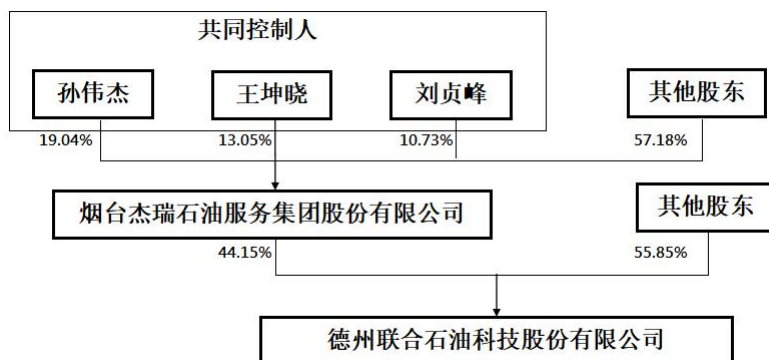 共同控制人
孙伟杰
王坤晓
刘贞峰
其他股东
19.04%
13.05%
10.73%
57.18%
烟台杰瑞石油服务集团股份有限公司
其他股东
44.15%
55.85%
德州联合石油科技股份有限公司